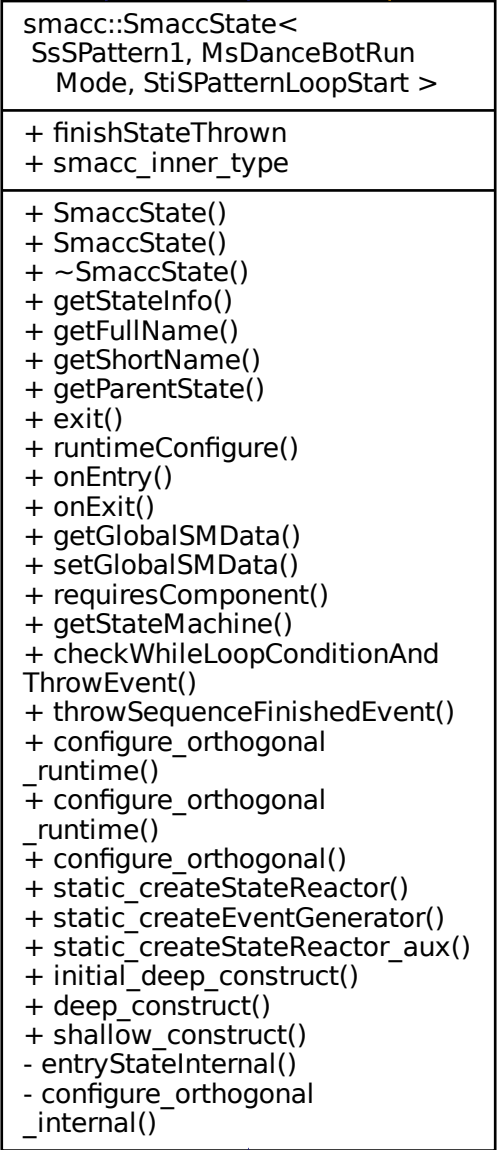 smacc::SmaccState<
SsSPattern1, MsDanceBotRun
Mode, StiSPatternLoopStart >
+ finishStateThrown
+ smacc_inner_type
+ SmaccState()
+ SmaccState()
+ ~SmaccState()
+ getStateInfo()
+ getFullName()
+ getShortName()
+ getParentState()
+ exit()
+ runtimeConfigure()
+ onEntry()
+ onExit()
+ getGlobalSMData()
+ setGlobalSMData()
+ requiresComponent()
+ getStateMachine()
+ checkWhileLoopConditionAnd
ThrowEvent()
+ throwSequenceFinishedEvent()
+ configure_orthogonal
_runtime()
+ configure_orthogonal
_runtime()
+ configure_orthogonal()
+ static_createStateReactor()
+ static_createEventGenerator()
+ static_createStateReactor_aux()
+ initial_deep_construct()
+ deep_construct()
+ shallow_construct()
- entryStateInternal()
- configure_orthogonal
_internal()